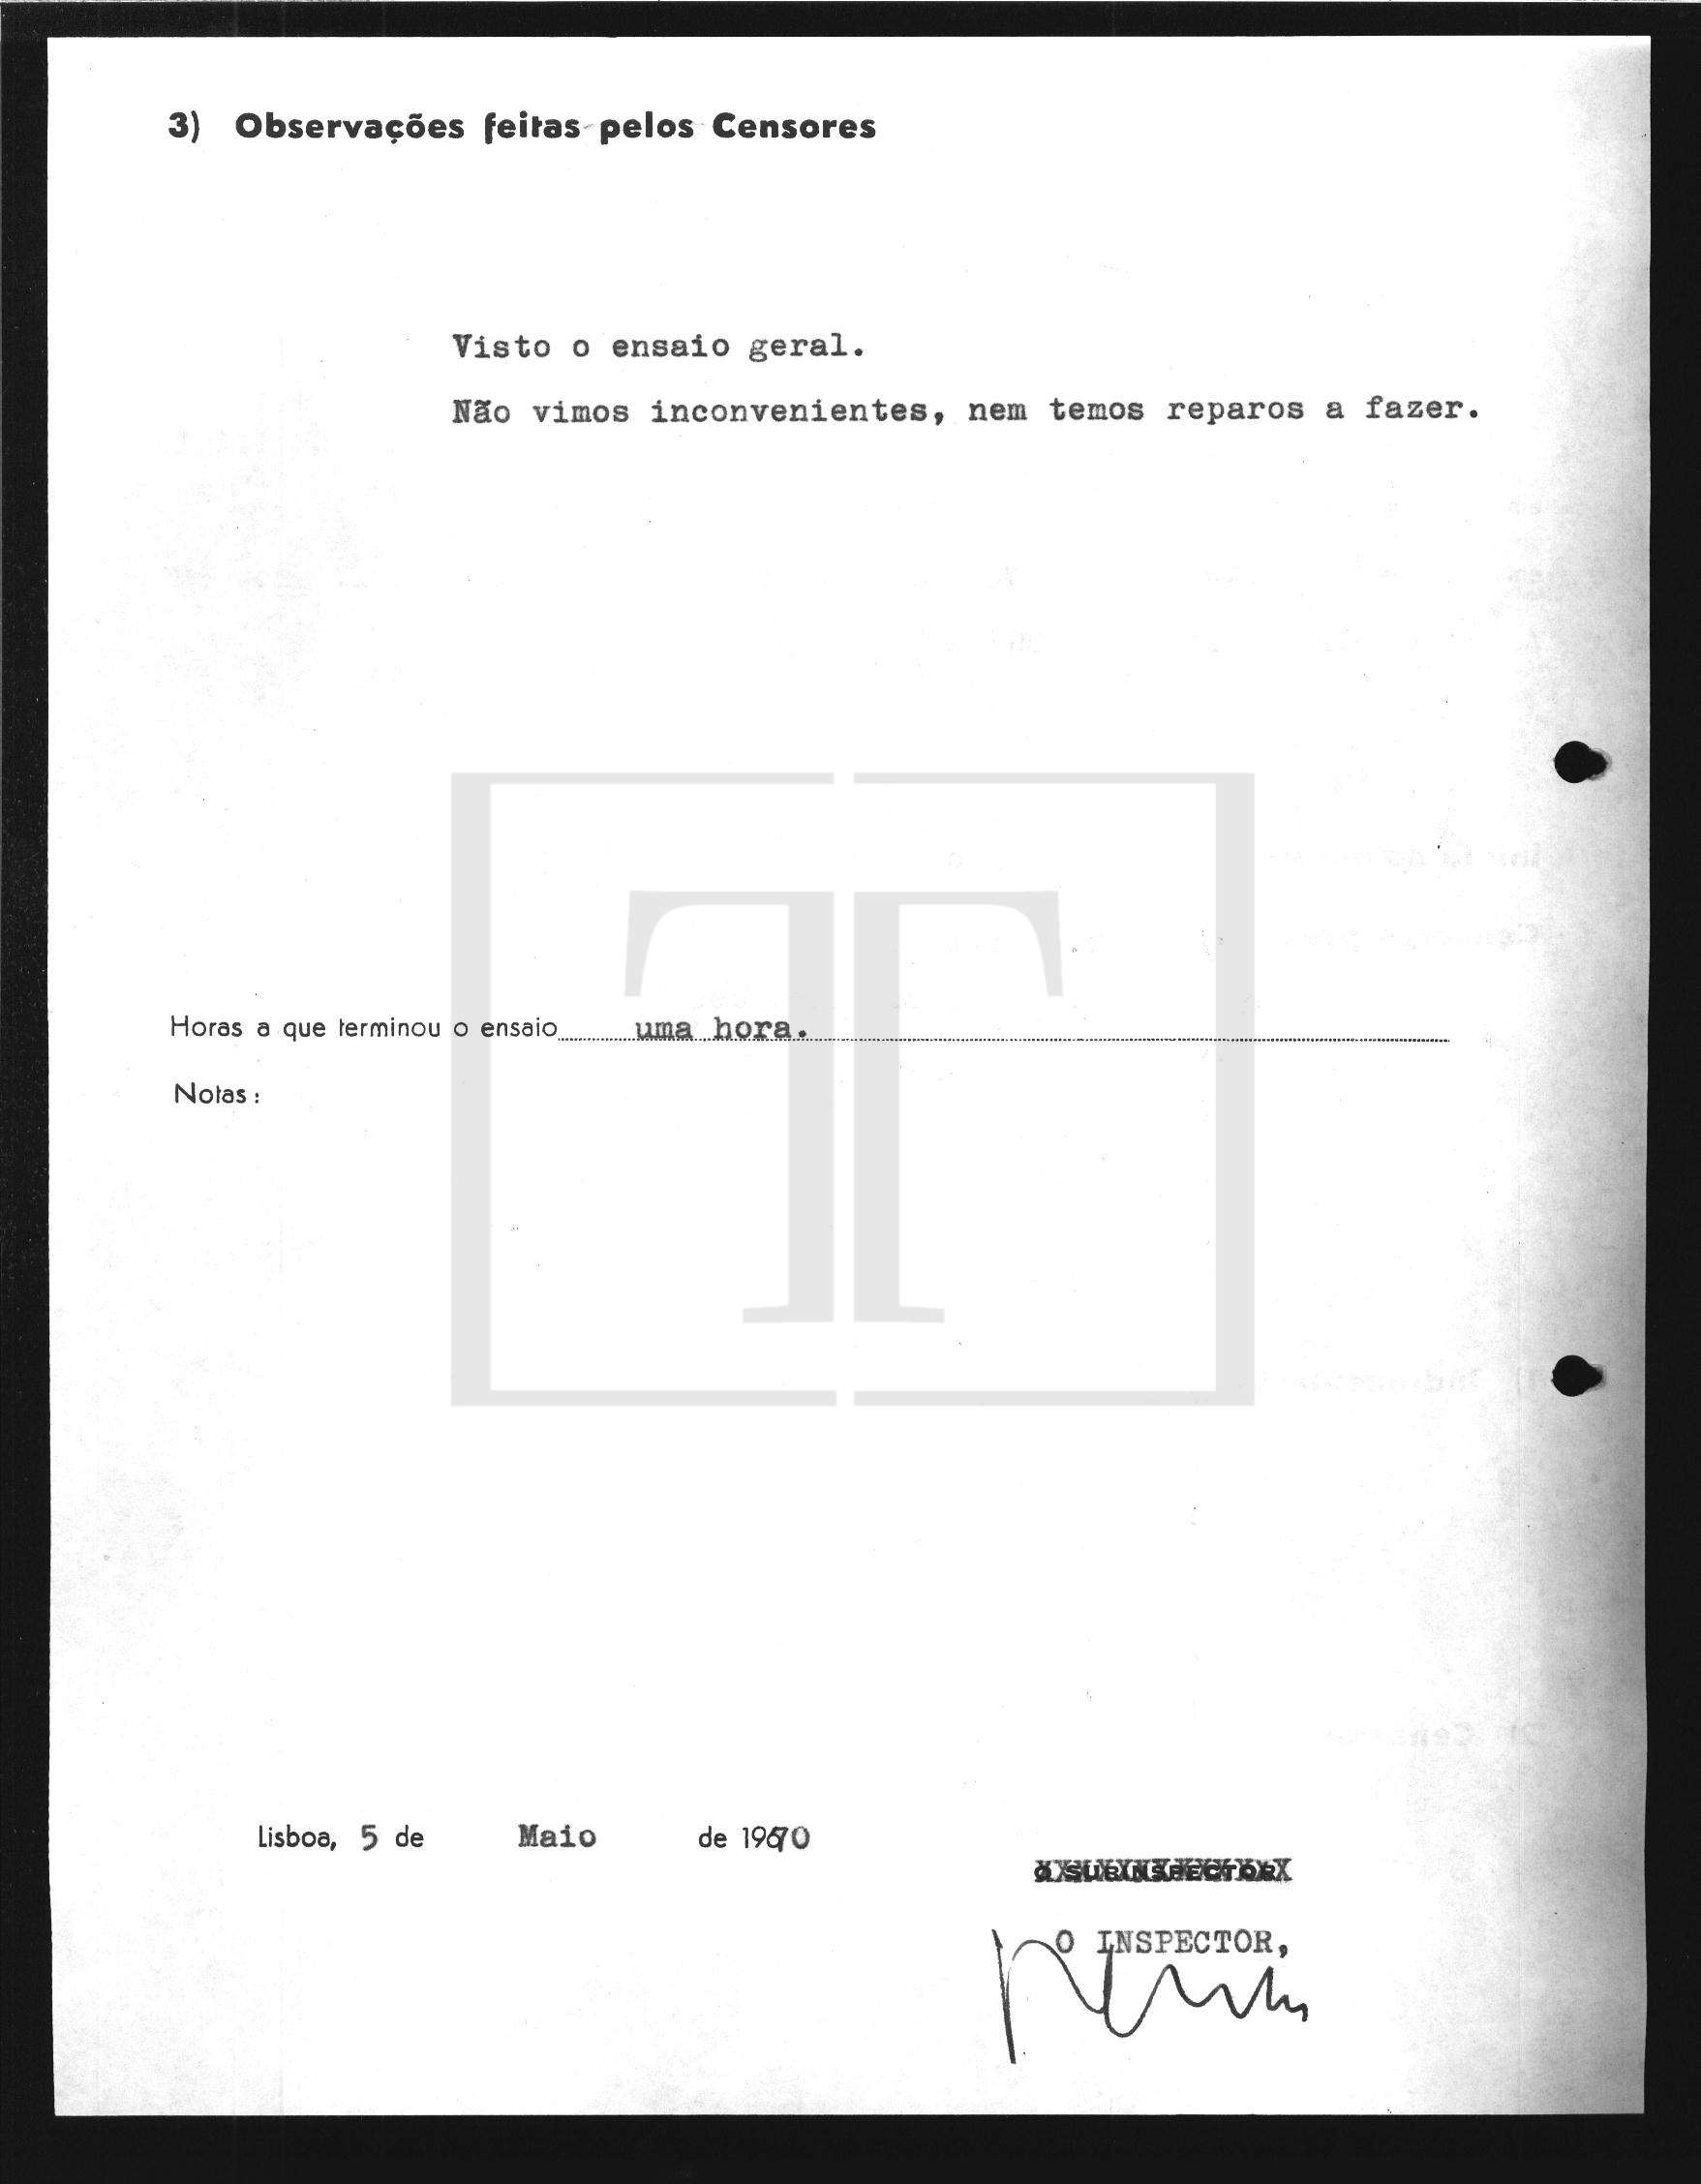 3) Observações feitas pelos Censores
Visto o ensaio geral.
Não vimos inconvenientes, nem temos reparos a fazer.
Horas a que terminou o ensaio uma hora.
Notas:
Lisboa, 5 de Maio de 1970
O SUBINSPECTOR
O INSPECTOR,